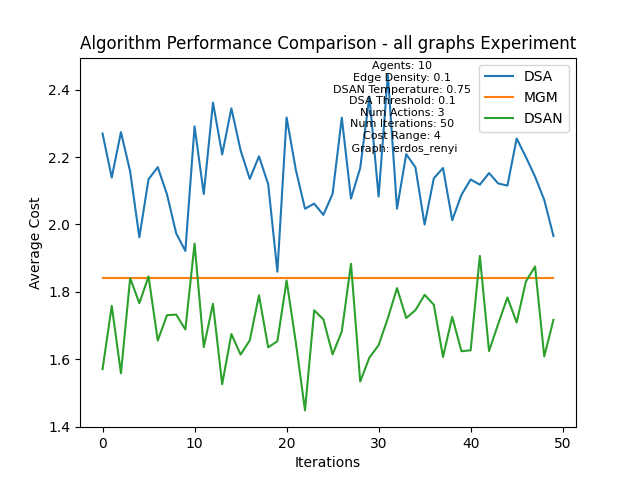 Algorithm Performance Comparison - all graphs Experiment
Agents: 10
Edge Density: 0.1
DSAN Temperature: 0.75
DSA Threshold: 0.1
Num Actions: 3
Num Iterations: 50
Cost Range: 4
Graph: erdos_renyi
DSA
MGM
DSAN
Average Cost
2.4
2.2
2.0
1.8
1.6
1.4
0 10 20 30 40 50
Iterations